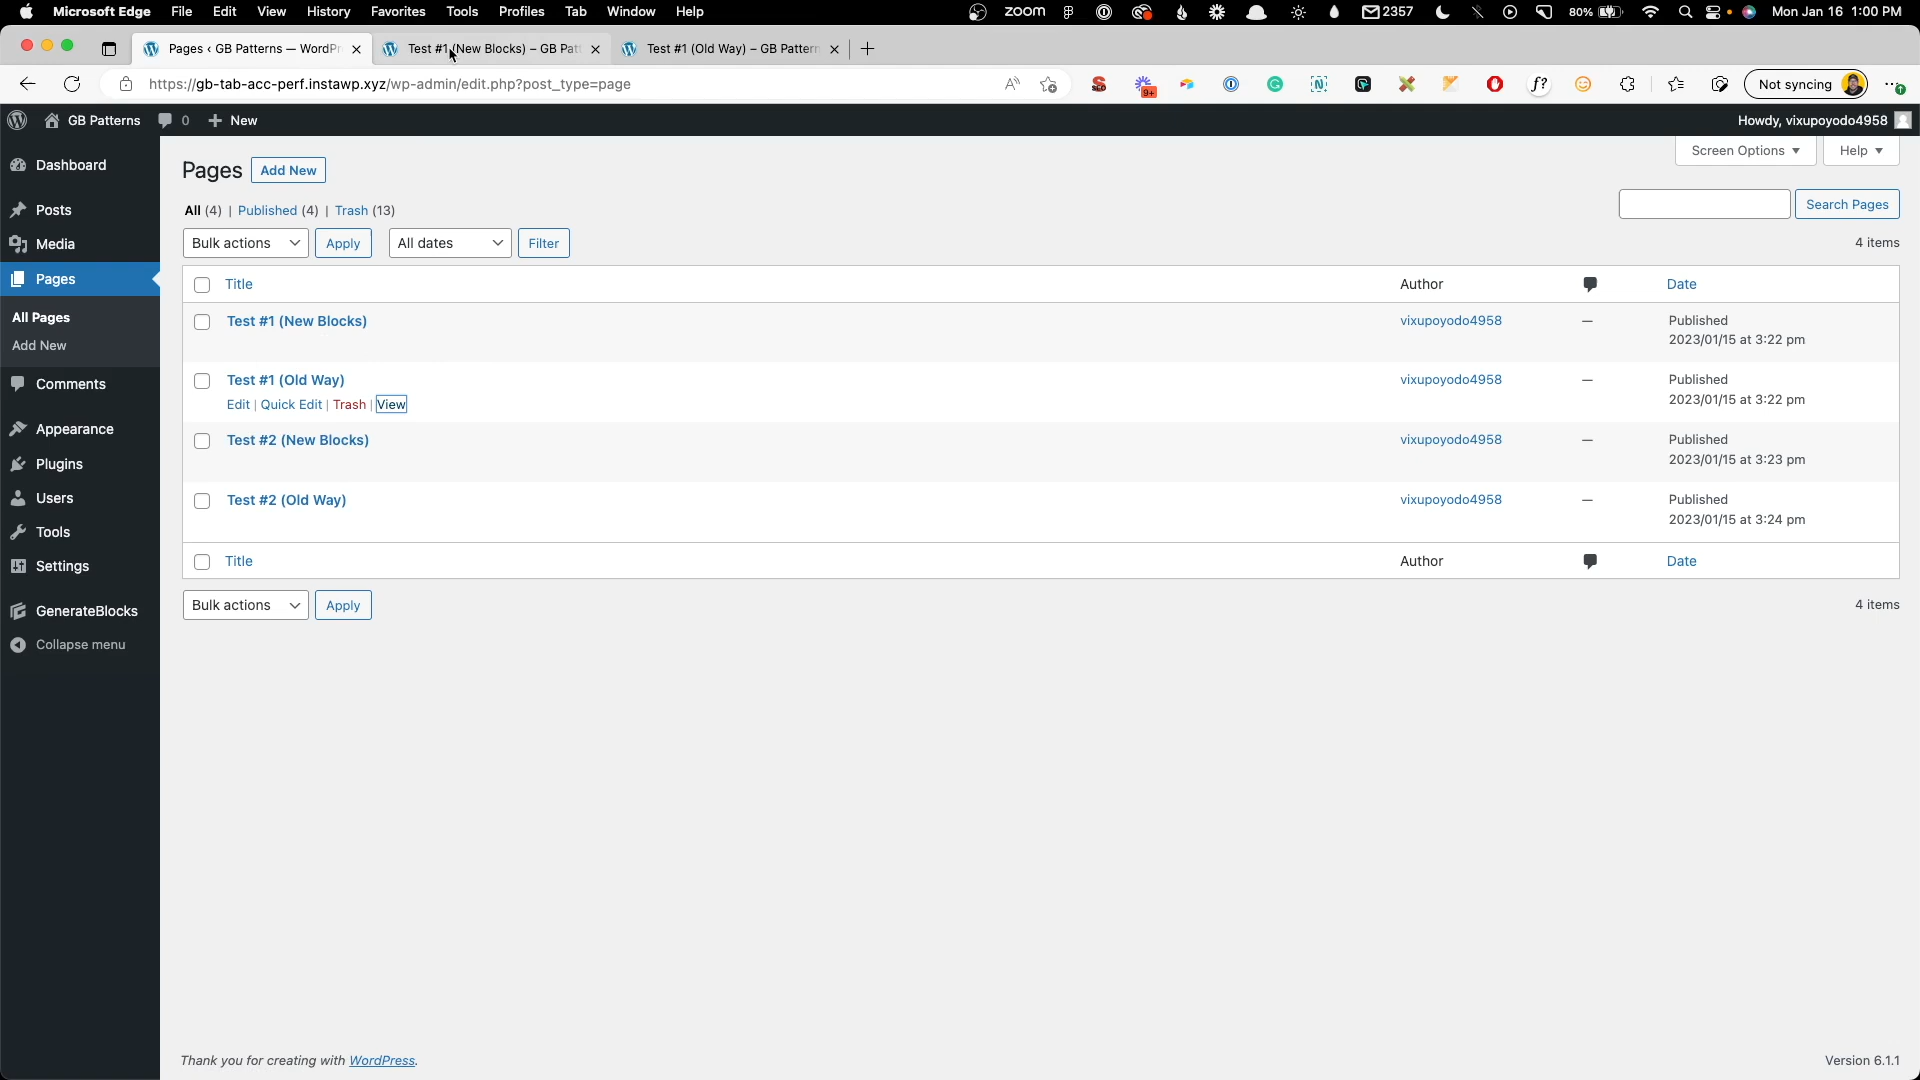 Microsoft Edge File Edit View History Favorites Tools Profiles Tab Window Help zoom 2357 80% Mon Jan 16 1:00 PM
Pages ‹ GB Patterns — WordPr Test #1 (New Blocks) – GB Patt Test #1 (Old Way) – GB Pattern
https://gb-tab-acc-perf.instawp.xyz/wp-admin/edit.php?post_type=page 9+ f? Not syncing
GB Patterns 0 + New Howdy, vixupoyodo4958
Dashboard
Posts
Media
Pages
All Pages
Add New
Comments
Appearance
Plugins
Users
Tools
Settings
GenerateBlocks
Collapse menu
Screen Options Help
Pages Add New
All (4) | Published (4) | Trash (13)
Search Pages
Bulk actions Apply All dates Filter 4 items
Title Author Date
Test #1 (New Blocks) vixupoyodo4958 — Published
2023/01/15 at 3:22 pm
Test #1 (Old Way) vixupoyodo4958 — Published
Edit | Quick Edit | Trash | View 2023/01/15 at 3:22 pm
Test #2 (New Blocks) vixupoyodo4958 — Published
2023/01/15 at 3:23 pm
Test #2 (Old Way) vixupoyodo4958 — Published
2023/01/15 at 3:24 pm
Title Author Date
Bulk actions Apply 4 items
Thank you for creating with WordPress. Version 6.1.1